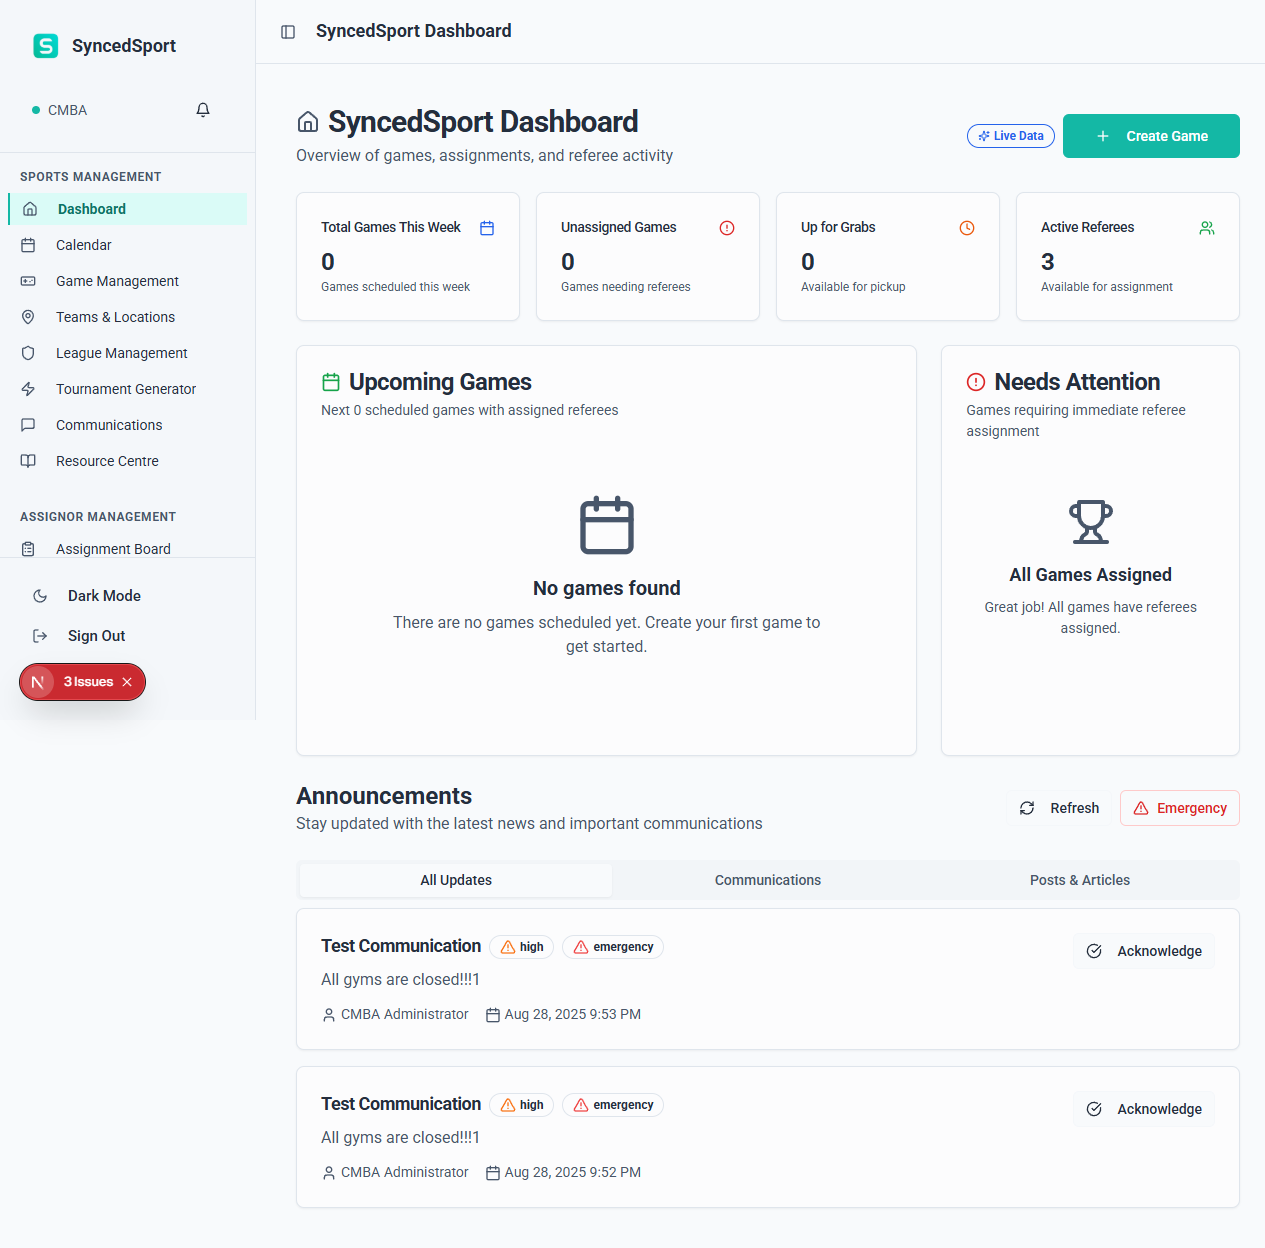 SyncedSport
CMBA
SPORTS MANAGEMENT
Dashboard
Calendar
Game Management
Teams & Locations
League Management
Tournament Generator
Communications
Resource Centre
ASSIGNOR MANAGEMENT
Assignment Board
Dark Mode
Sign Out
3 Issues
SyncedSport Dashboard
SyncedSport Dashboard
Overview of games, assignments, and referee activity
Live Data
Create Game
Total Games This Week
0
Games scheduled this week
Unassigned Games
0
Games needing referees
Up for Grabs
0
Available for pickup
Active Referees
3
Available for assignment
Upcoming Games
Next 0 scheduled games with assigned referees
No games found
There are no games scheduled yet. Create your first game to
get started.
Needs Attention
Games requiring immediate referee
assignment
All Games Assigned
Great job! All games have referees
assigned.
Announcements
Stay updated with the latest news and important communications
Refresh
Emergency
All Updates
Communications
Posts & Articles
Test Communication
high
emergency
Acknowledge
All gyms are closed!!!1
CMBA Administrator
Aug 28, 2025 9:53 PM
Test Communication
high
emergency
Acknowledge
All gyms are closed!!!1
CMBA Administrator
Aug 28, 2025 9:52 PM